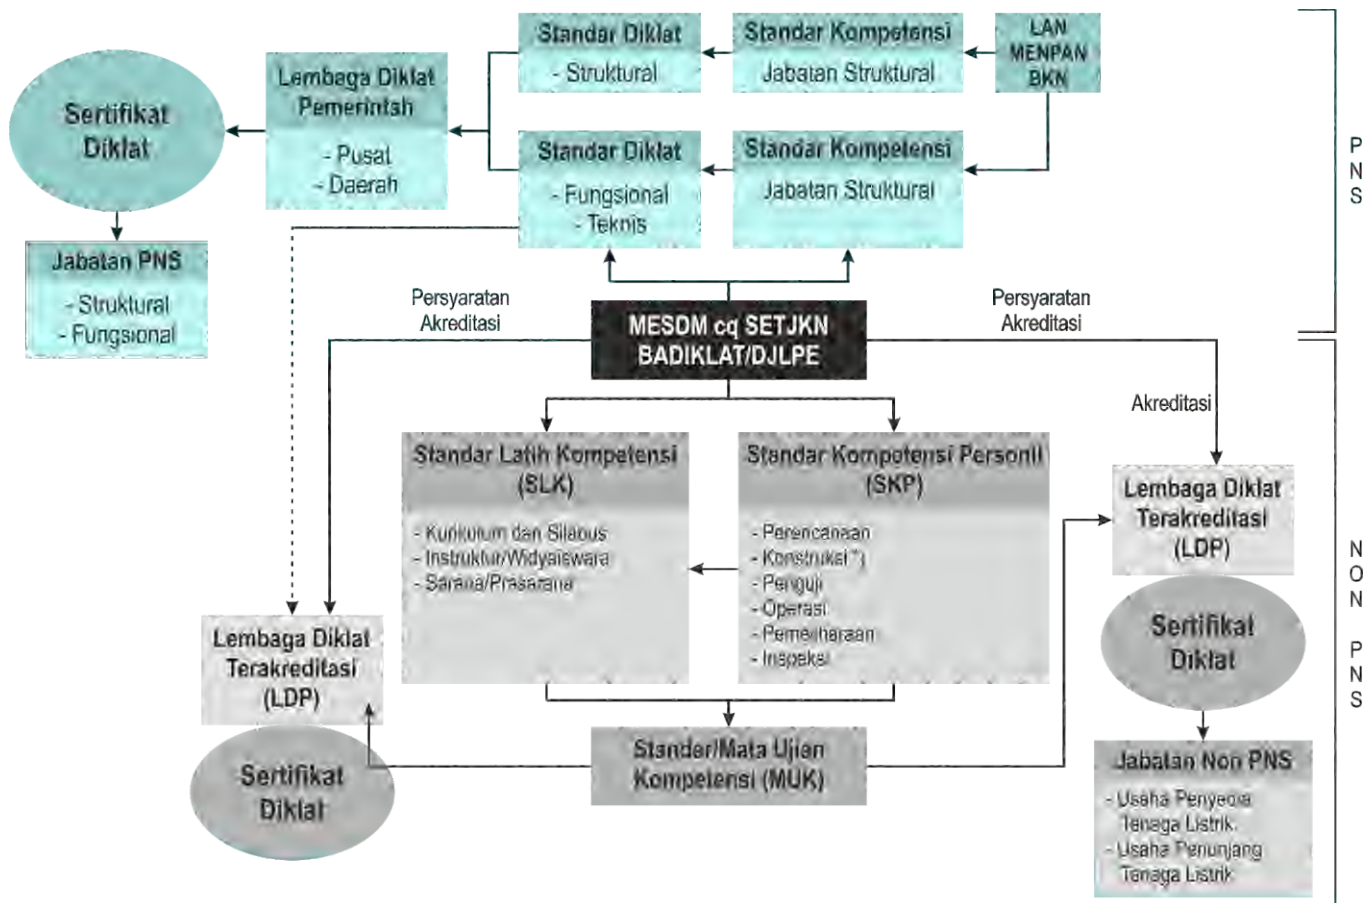 Standar Diklat
- Struktural
Standar Kompetensi
Jabatan Struktural
LAN
MENPAN
BKN
Lembaga Diklat
Pemerintah
- Pusat
- Daerah
Sertifikat
Diklat
Standar Diklat
- Fungsional
- Teknis
Standar Kompetensi
Jabatan Struktural
P
N
S
Jabatan PNS
- Struktural
- Fungsional
Persyaratan
Akreditasi
MESDM cq SETJKN
BADIKLAT/DJLPE
Persyaratan
Akreditasi
Akreditasi
Standar Latih Kompetensi
(SLK)
- Kurikulum dan Silabus
- Instruktur/Widyaiswara
- Sarana/Prasarana
Standar Kompetensi Personil
(SKP)
- Perencanaan
- Konstruksi *)
- Penguji
- Operasi
- Pemeliharaan
- Inspeksi
Lembaga Diklat
Terakreditasi
(LDP)
Sertifikat
Diklat
N
O
N
P
N
S
Lembaga Diklat
Terakreditasi
(LDP)
Sertifikat
Diklat
Standar/Mata Ujian
Kompetensi (MUK)
Jabatan Non PNS
- Usaha Penyedia
Tenaga Listrik
- Usaha Penunjang
Tenaga Listrik